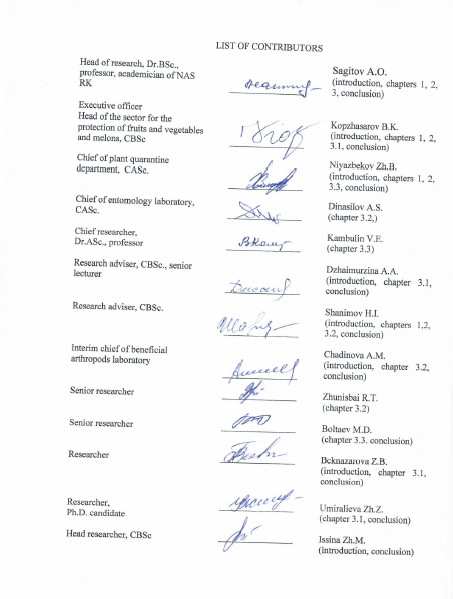 LIST OF CONTRIBUTORS
Head of research, Dr.BSc.,
professor, academician of NAS
RK
Sagitov A.O.
(introduction, chapters 1, 2,
3, conclusion)
Executive officer
Head of the sector for the
protection of fruits and vegetables
and melons, CBSc
Kopzhasarov B.K.
(introduction, chapters 1, 2,
3.1, conclusion)
Chief of plant quarantine
department, CASc.
Niyazbekov Zh.B.
(introduction, chapters 1, 2,
3.3, conclusion)
Chief of entomology laboratory,
CASc.
Dinasilov A.S.
(chapter 3.2,)
Chief researcher,
Dr.ASc., professor
Kambulin V.E.
(chapter 3.3)
Research adviser, CBSc., senior
lecturer
Dzhaimurzina A.A.
(introduction, chapter 3.1,
conclusion)
Research adviser, CBSc.
Shanimov H.I.
(introduction, chapters 1,2,
3.2, conclusion)
Interim chief of beneficial
arthropods laboratory
Chadinova A.M.
(introduction, chapter 3.2,
conclusion)
Senior researcher
Zhunisbai R.T.
(chapter 3.2)
Senior researcher
Boltaev M.D.
(chapter 3.3. conclusion)
Researcher
Beknazarova Z.B.
(introduction, chapter 3.1,
conclusion)
Researcher,
Ph.D. candidate
Umiralieva Zh.Z.
(chapter 3.1, conclusion)
Head researcher, CBSc
Issina Zh.M.
(introduction, conclusion)